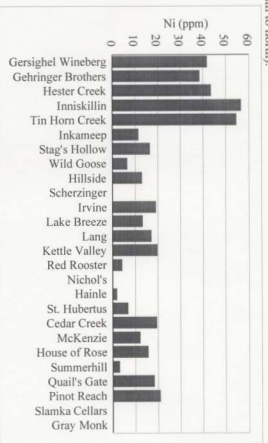 Ni (ppm)
0 10 20 30 40 50 60
Gersighel Wineberg
Gehringer Brothers
Hester Creek
Inniskillin
Tin Horn Creek
Inkameep
Stag's Hollow
Wild Goose
Hillside
Scherzinger
Irvine
Lake Breeze
Lang
Kettle Valley
Red Rooster
Nichol's
Hainle
St. Hubertus
Cedar Creek
McKenzie
House of Rose
Summerhill
Quail's Gate
Pinot Reach
Slamka Cellars
Gray Monk